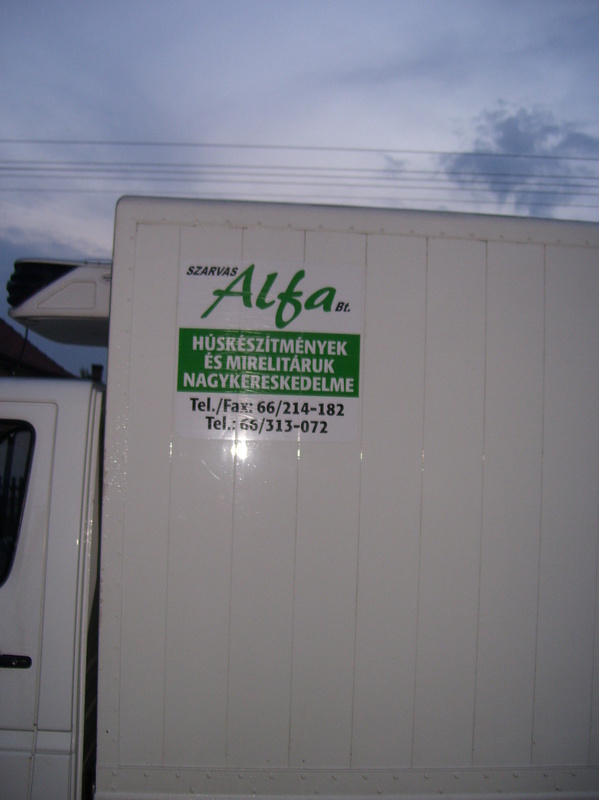 SZARVAS
Alfa Bt.
HÚSKÉSZÍTMÉNYEK
ÉS MIRELITÁRUK
NAGYKERESKEDELME
Tel./Fax: 66/214-182
Tel.: 66/313-072